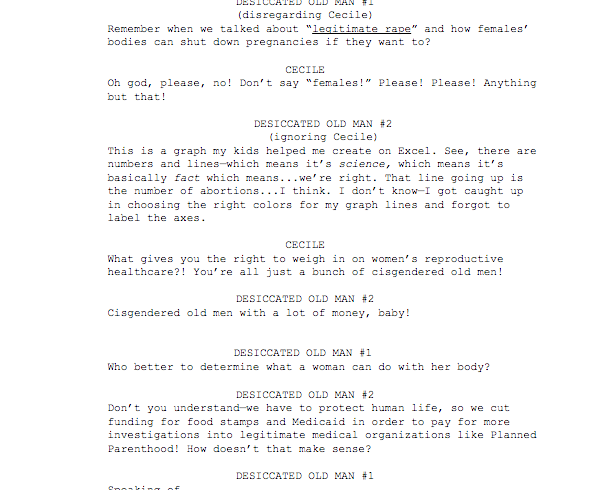 DESICCATED OLD MAN #1
(disregarding Cecile)
Remember when we talked about “legitimate rape” and how females’
bodies can shut down pregnancies if they want to?
CECILE
Oh god, please, no! Don’t say “females!” Please! Please! Anything
but that!
DESICCATED OLD MAN #2
(ignoring Cecile)
This is a graph my kids helped me create on Excel. See, there are
numbers and lines—which means it’s science, which means it’s
basically fact which means...we’re right. That line going up is
the number of abortions...I think. I don’t know—I got caught up
in choosing the right colors for my graph lines and forgot to
label the axes.
CECILE
What gives you the right to weigh in on women’s reproductive
healthcare?! You’re all just a bunch of cisgendered old men!
DESICCATED OLD MAN #2
Cisgendered old men with a lot of money, baby!
DESICCATED OLD MAN #1
Who better to determine what a woman can do with her body?
DESICCATED OLD MAN #2
Don’t you understand—we have to protect human life, so we cut
funding for food stamps and Medicaid in order to pay for more
investigations into legitimate medical organizations like Planned
Parenthood! How doesn’t that make sense?
DESICCATED OLD MAN #1
Speaking of